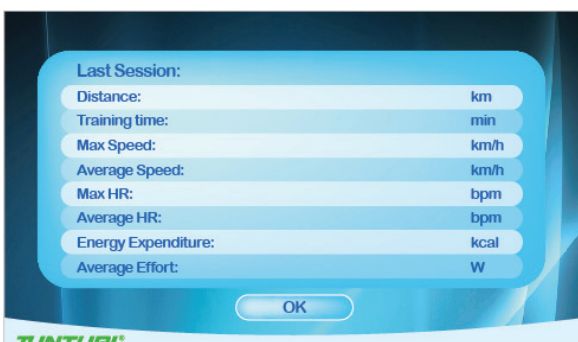 Last Session:
Distance: km
Training time: min
Max Speed: km/h
Average Speed: km/h
Max HR: bpm
Average HR: bpm
Energy Expenditure: kcal
Average Effort: W
OK
TUNTURI®